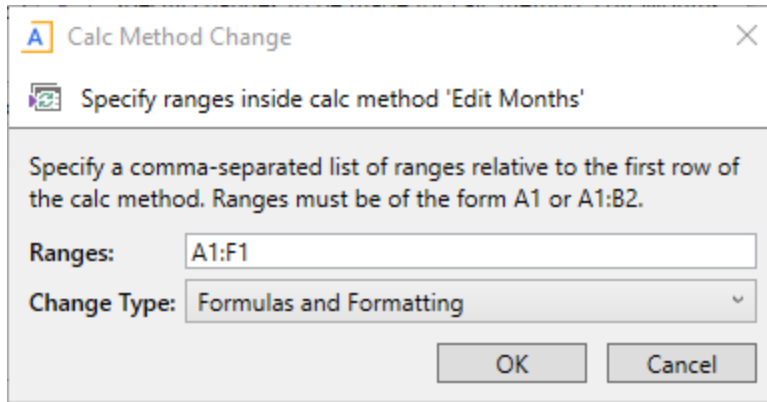 A Calc Method Change
Specify ranges inside calc method 'Edit Months'
Specify a comma-separated list of ranges relative to the first row of
the calc method. Ranges must be of the form A1 or A1:B2.
Ranges: A1:F1
Change Type: Formulas and Formatting
OK Cancel